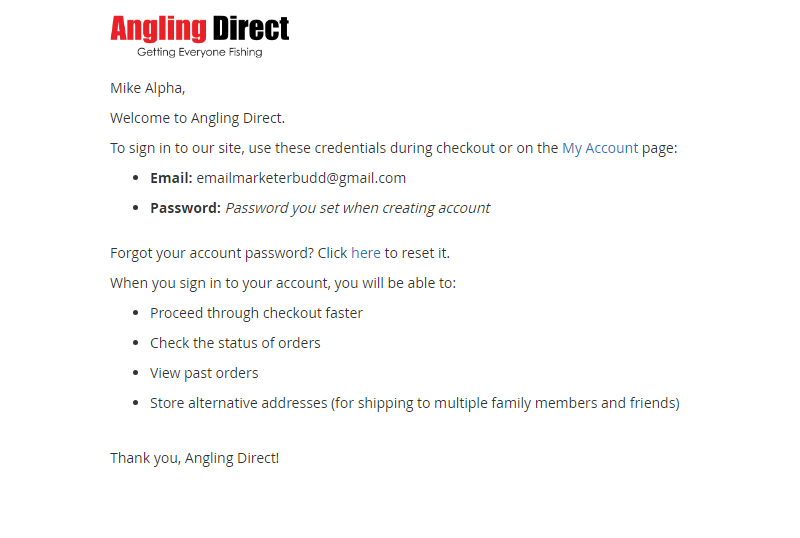 Angling Direct
Getting Everyone Fishing
Mike Alpha,
Welcome to Angling Direct.
To sign in to our site, use these credentials during checkout or on the My Account page:
• Email: emailmarketerbudd@gmail.com
• Password: Password you set when creating account
Forgot your account password? Click here to reset it.
When you sign in to your account, you will be able to:
• Proceed through checkout faster
• Check the status of orders
• View past orders
• Store alternative addresses (for shipping to multiple family members and friends)
Thank you, Angling Direct!